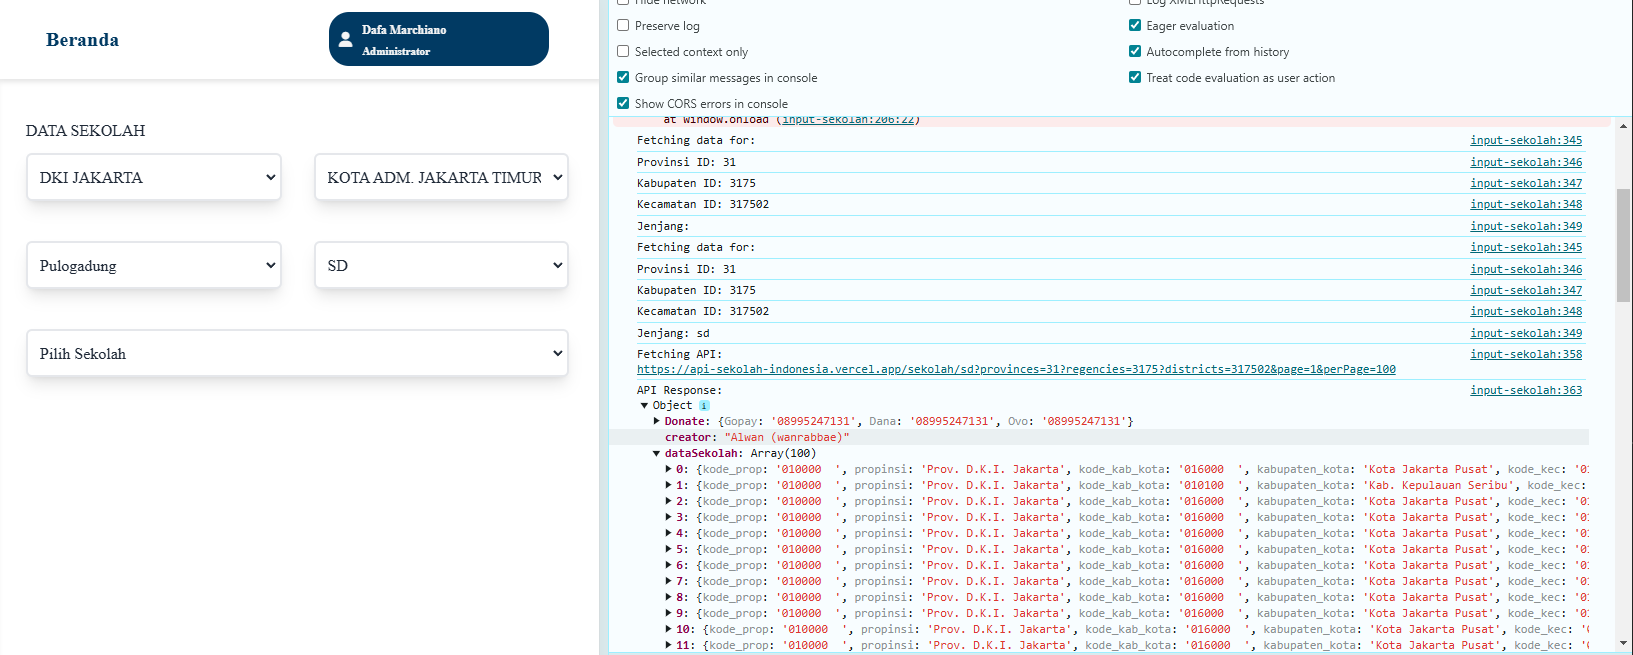 Beranda
Dafa Marchiano
Administrator
DATA SEKOLAH
DKI JAKARTA
KOTA ADM. JAKARTA TIMUR
Pulogadung
SD
Pilih Sekolah
Hide network
Log XMLHttpRequests
Preserve log
Eager evaluation
Selected context only
Autocomplete from history
Group similar messages in console
Treat code evaluation as user action
Show CORS errors in console
at window.onload (input-sekolah:206:22)
Fetching data for: input-sekolah:345
Provinsi ID: 31 input-sekolah:346
Kabupaten ID: 3175 input-sekolah:347
Kecamatan ID: 317502 input-sekolah:348
Jenjang: input-sekolah:349
Fetching data for: input-sekolah:345
Provinsi ID: 31 input-sekolah:346
Kabupaten ID: 3175 input-sekolah:347
Kecamatan ID: 317502 input-sekolah:348
Jenjang: sd input-sekolah:349
Fetching API: input-sekolah:358
https://api-sekolah-indonesia.vercel.app/sekolah/sd?provinces=31?regencies=3175?districts=317502&page=1&perPage=100
API Response: input-sekolah:363
▼ Object i
▶ Donate: {Gopay: '08995247131', Dana: '08995247131', Ovo: '08995247131'}
creator: "Alwan (wanrabbae)"
▼ dataSekolah: Array(100)
▶ 0: {kode_prop: '010000  ', propinsi: 'Prov. D.K.I. Jakarta', kode_kab_kota: '016000  ', kabupaten_kota: 'Kota Jakarta Pusat', kode_kec: '01
▶ 1: {kode_prop: '010000  ', propinsi: 'Prov. D.K.I. Jakarta', kode_kab_kota: '010100  ', kabupaten_kota: 'Kab. Kepulauan Seribu', kode_kec:
▶ 2: {kode_prop: '010000  ', propinsi: 'Prov. D.K.I. Jakarta', kode_kab_kota: '016000  ', kabupaten_kota: 'Kota Jakarta Pusat', kode_kec: '01
▶ 3: {kode_prop: '010000  ', propinsi: 'Prov. D.K.I. Jakarta', kode_kab_kota: '016000  ', kabupaten_kota: 'Kota Jakarta Pusat', kode_kec: '01
▶ 4: {kode_prop: '010000  ', propinsi: 'Prov. D.K.I. Jakarta', kode_kab_kota: '016000  ', kabupaten_kota: 'Kota Jakarta Pusat', kode_kec: '01
▶ 5: {kode_prop: '010000  ', propinsi: 'Prov. D.K.I. Jakarta', kode_kab_kota: '016000  ', kabupaten_kota: 'Kota Jakarta Pusat', kode_kec: '01
▶ 6: {kode_prop: '010000  ', propinsi: 'Prov. D.K.I. Jakarta', kode_kab_kota: '016000  ', kabupaten_kota: 'Kota Jakarta Pusat', kode_kec: '01
▶ 7: {kode_prop: '010000  ', propinsi: 'Prov. D.K.I. Jakarta', kode_kab_kota: '016000  ', kabupaten_kota: 'Kota Jakarta Pusat', kode_kec: '01
▶ 8: {kode_prop: '010000  ', propinsi: 'Prov. D.K.I. Jakarta', kode_kab_kota: '016000  ', kabupaten_kota: 'Kota Jakarta Pusat', kode_kec: '01
▶ 9: {kode_prop: '010000  ', propinsi: 'Prov. D.K.I. Jakarta', kode_kab_kota: '016000  ', kabupaten_kota: 'Kota Jakarta Pusat', kode_kec: '01
▶ 10: {kode_prop: '010000  ', propinsi: 'Prov. D.K.I. Jakarta', kode_kab_kota: '016000  ', kabupaten_kota: 'Kota Jakarta Pusat', kode_kec: '
▶ 11: {kode_prop: '010000  ', propinsi: 'Prov. D.K.I. Jakarta', kode_kab_kota: '016000  ', kabupaten_kota: 'Kota Jakarta Pusat', kode_kec: '